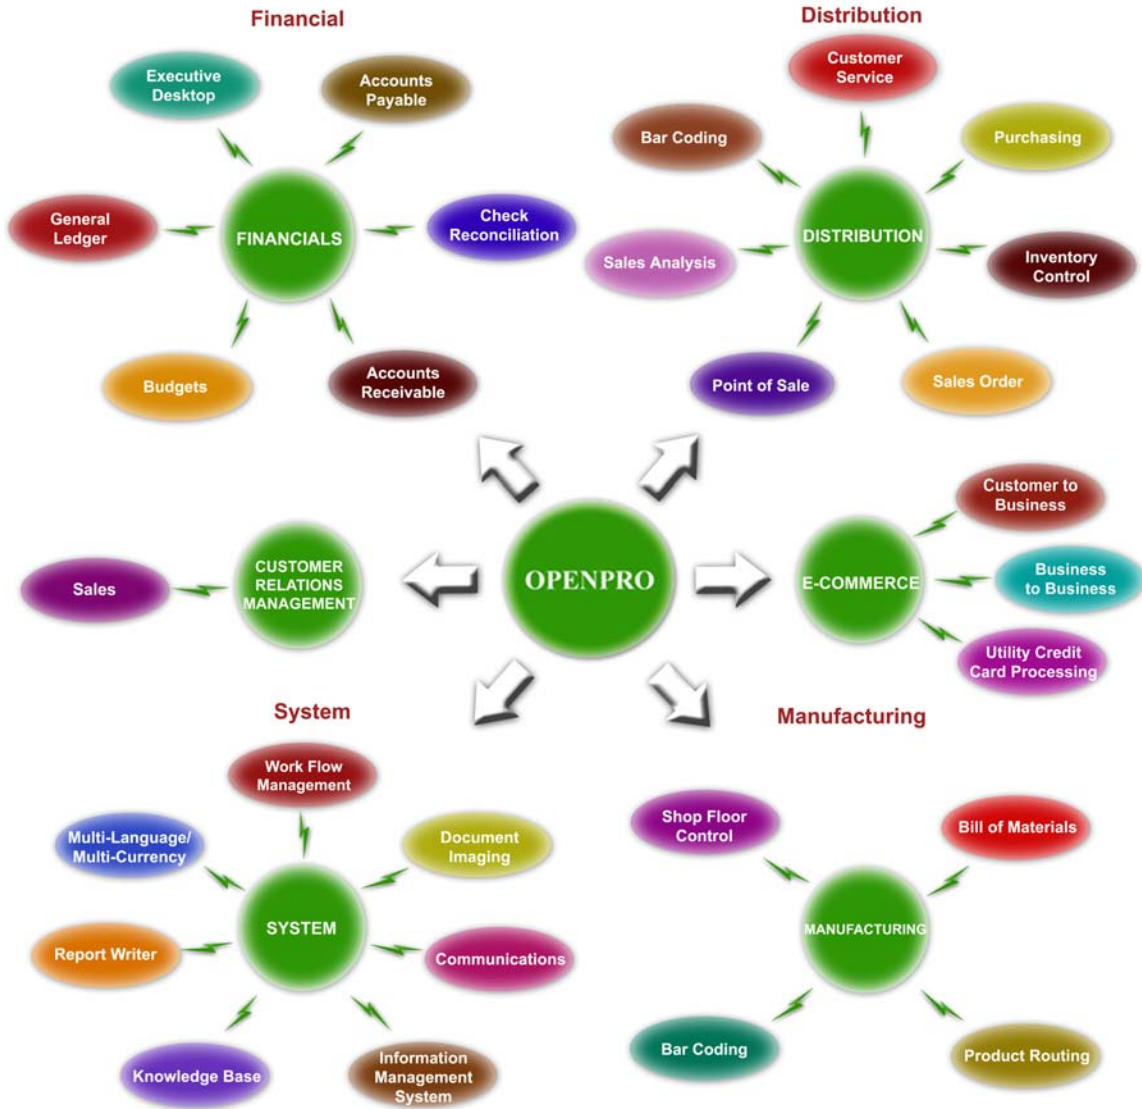 Financial
Distribution
Executive
Desktop
Accounts
Payable
General
Ledger
FINANCIALS
Check
Reconciliation
Budgets
Accounts
Receivable
Customer
Service
Bar Coding
Purchasing
Sales Analysis
DISTRIBUTION
Inventory
Control
Point of Sale
Sales Order
Sales
CUSTOMER
RELATIONS
MANAGEMENT
OPENPRO
E-COMMERCE
Customer to
Business
Business
to Business
Utility Credit
Card Processing
System
Manufacturing
Work Flow
Management
Multi-Language/
Multi-Currency
Document
Imaging
SYSTEM
Report Writer
Communications
Knowledge Base
Information
Management
System
Shop Floor
Control
Bill of Materials
MANUFACTURING
Bar Coding
Product Routing